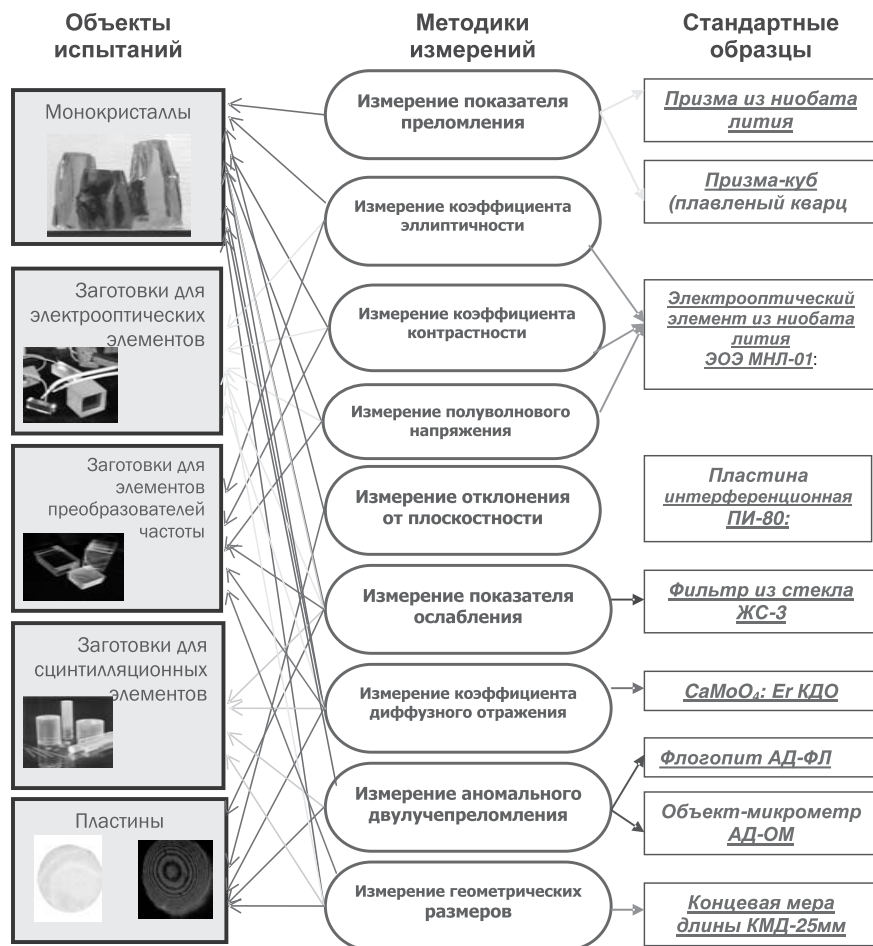 Объекты
испытаний
Методики
измерений
Стандартные
образцы
Монокристаллы
Заготовки для
электрооптических
элементов
Заготовки для
элементов
преобразователей
частоты
Заготовки для
сцинтилляционных
элементов
Пластины
Измерение показателя
преломления
Измерение коэффициента
эллиптичности
Измерение коэффициента
контрастности
Измерение полуволнового
напряжения
Измерение отклонения
от плоскостности
Измерение показателя
ослабления
Измерение коэффициента
диффузного отражения
Измерение аномального
двулучепреломления
Измерение геометрических
размеров
Призма из ниобата
лития
Призма-куб
(плавленый кварц
Электрооптический
элемент из ниобата
лития
ЭОЭ МНЛ-01:
Пластина
интерференционная
ПИ-80:
Фильтр из стекла
ЖС-3
CaMoO₄: Er КДО
Флогопит АД-ФЛ
Объект-микрометр
АД-ОМ
Концевая мера
длины КМД-25мм